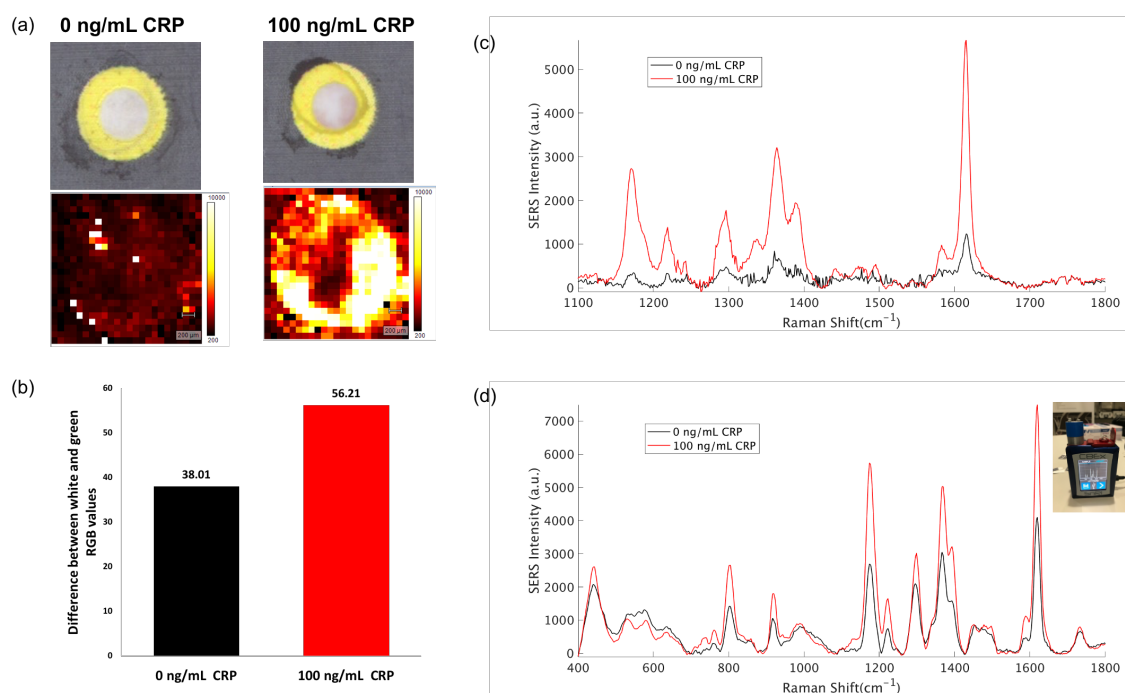 (a)
0 ng/mL CRP
100 ng/mL CRP
10000
200 µm
200
10000
200 µm
200
(b)
Difference between white and green
RGB values
60
50
40
30
20
10
0
38.01
56.21
0 ng/mL CRP
100 ng/mL CRP
(c)
SERS Intensity (a.u.)
5000
4000
3000
2000
1000
0
0 ng/mL CRP
100 ng/mL CRP
1100
1200
1300
1400
1500
1600
1700
1800
Raman Shift(cm⁻¹)
(d)
SERS Intensity (a.u.)
7000
6000
5000
4000
3000
2000
1000
0
0 ng/mL CRP
100 ng/mL CRP
400
600
800
1000
1200
1400
1600
1800
Raman Shift(cm⁻¹)